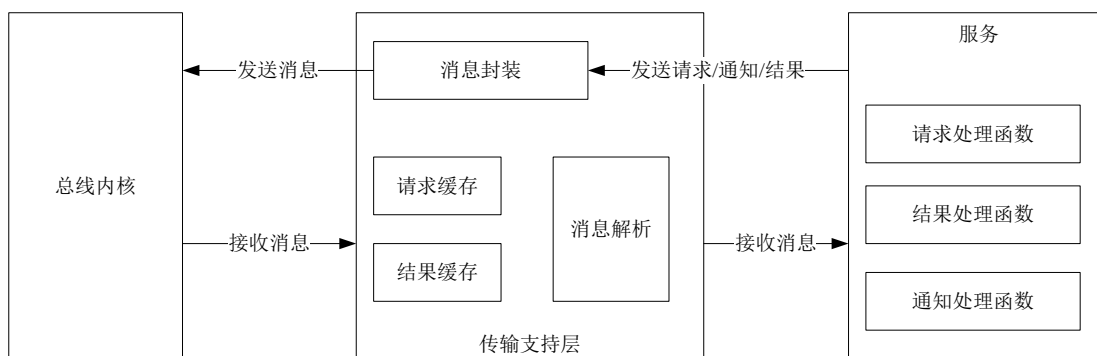 服务
发送消息
消息封装
发送请求/通知/结果
请求处理函数
总线内核
请求缓存
消息解析
结果处理函数
接收消息
结果缓存
接收消息
通知处理函数
传输支持层